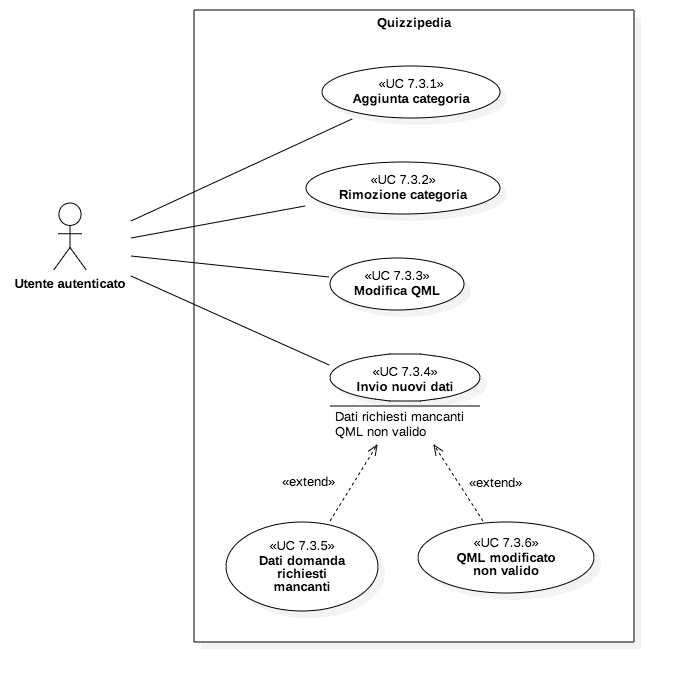 Quizzipedia
«UC 7.3.1»
Aggiunta categoria
«UC 7.3.2»
Rimozione categoria
Utente autenticato
«UC 7.3.3»
Modifica QML
«UC 7.3.4»
Invio nuovi dati
Dati richiesti mancanti
QML non valido
«extend»
«extend»
«UC 7.3.5»
Dati domanda
richiesti
mancanti
«UC 7.3.6»
QML modificato
non valido